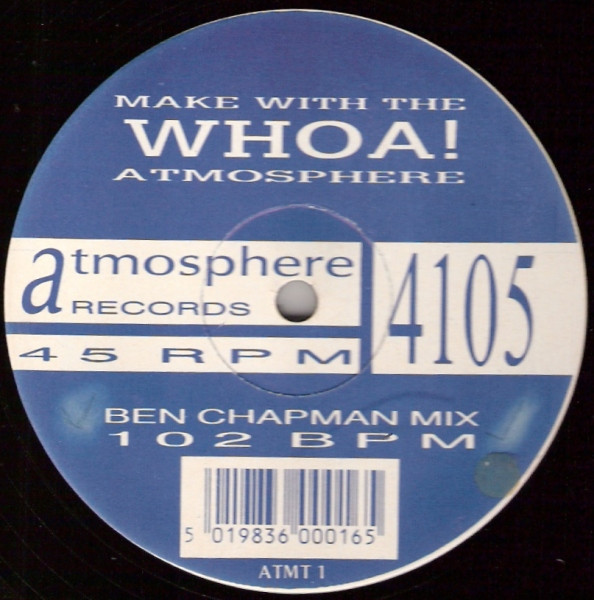 MAKE WITH THE
WHOA!
ATMOSPHERE
atmosphere
RECORDS
4105
45 RPM
BEN CHAPMAN MIX
102 BPM
5 019836 000165
ATMT 1